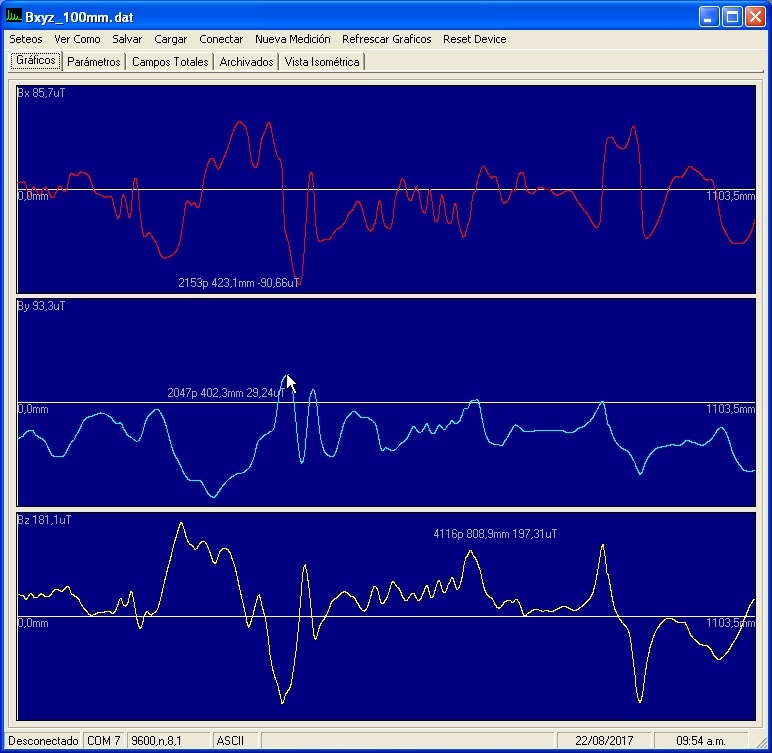 Bxyz_100mm.dat
Seteos Ver Como Salvar Cargar Conectar Nueva Medición Refrescar Graficos Reset Device
Gráficos Parámetros Campos Totales Archivados Vista Isométrica
Bx 85,7uT
0,0mm 1103,5mm
2153p 423,1mm -90,66uT
By 93,3uT
2047p 402,3mm 29,24uT
0,0mm 1103,5mm
Bz 181,1uT
4116p 808,9mm 197,31uT
0,0mm 1103,5mm
Desconectado COM 7 9600,n,8,1 ASCII 22/08/2017 09:54 a.m.